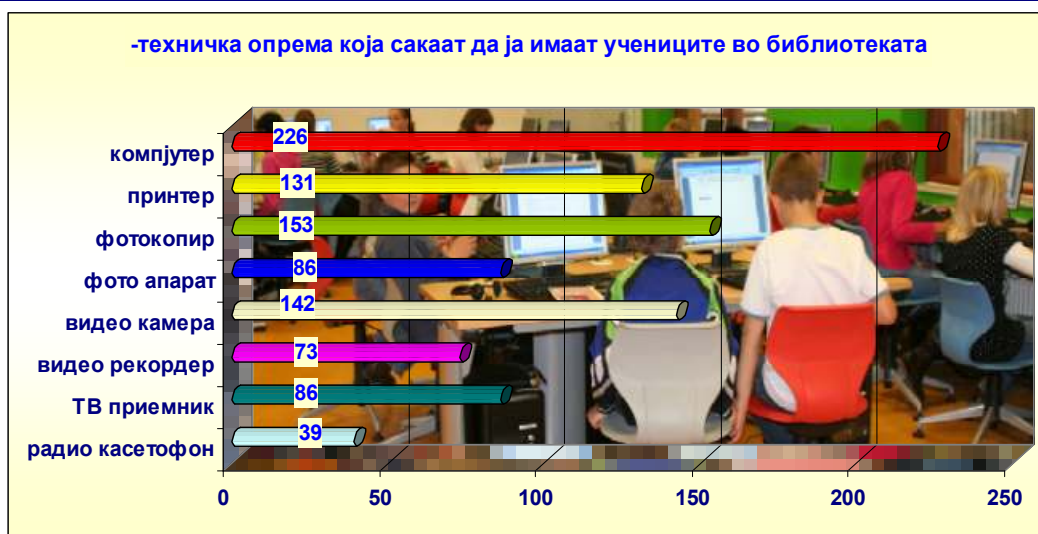 -техничка опрема која сакаат да ја имаат учениците во библиотеката
компјутер 226
принтер 131
фотокопир 153
фото апарат 86
видео камера 142
видео рекордер 73
ТВ приемник 86
радио касетофон 39
0 50 100 150 200 250